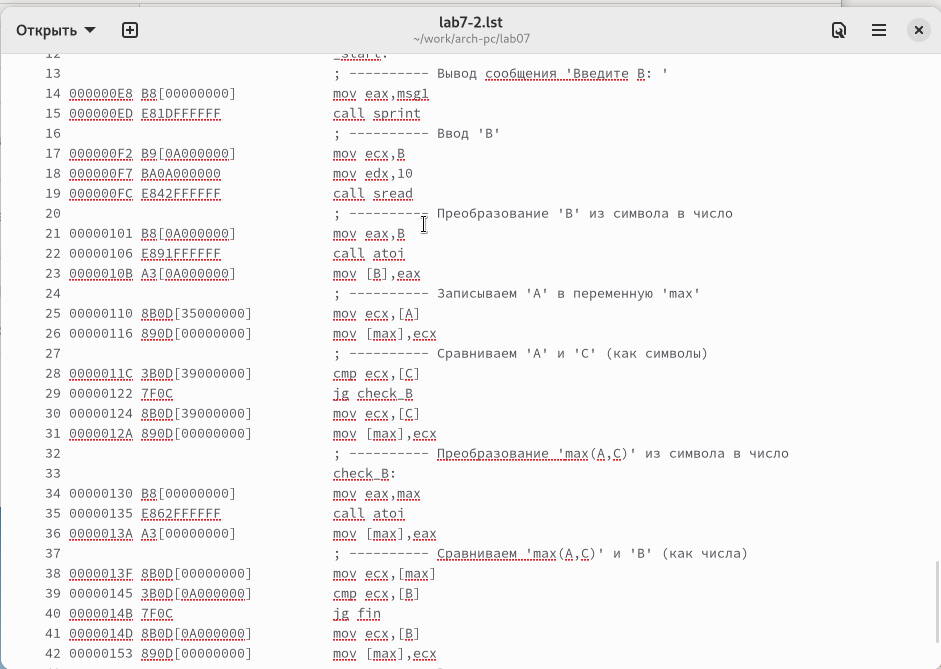 Открыть
lab7-2.lst
~/work/arch-pc/lab07
12 _start:
13 ; ---------- Вывод сообщения 'Введите B: '
14 000000E8 B8[00000000] mov eax,msg1
15 000000ED E81DFFFFFF call sprint
16 ; ---------- Ввод 'B'
17 000000F2 B9[0A000000] mov ecx,B
18 000000F7 BA0A000000 mov edx,10
19 000000FC E842FFFFFF call sread
20 ; ---------- Преобразование 'B' из символа в число
21 00000101 B8[0A000000] mov eax,B
22 00000106 E891FFFFFF call atoi
23 0000010B A3[0A000000] mov [B],eax
24 ; ---------- Записываем 'A' в переменную 'max'
25 00000110 8B0D[35000000] mov ecx,[A]
26 00000116 890D[00000000] mov [max],ecx
27 ; ---------- Сравниваем 'A' и 'C' (как символы)
28 0000011C 3B0D[39000000] cmp ecx,[C]
29 00000122 7F0C jg check_B
30 00000124 8B0D[39000000] mov ecx,[C]
31 0000012A 890D[00000000] mov [max],ecx
32 ; ---------- Преобразование 'max(A,C)' из символа в число
33 check_B:
34 00000130 B8[00000000] mov eax,max
35 00000135 E862FFFFFF call atoi
36 0000013A A3[00000000] mov [max],eax
37 ; ---------- Сравниваем 'max(A,C)' и 'B' (как числа)
38 0000013F 8B0D[00000000] mov ecx,[max]
39 00000145 3B0D[0A000000] cmp ecx,[B]
40 0000014B 7F0C jg fin
41 0000014D 8B0D[0A000000] mov ecx,[B]
42 00000153 890D[00000000] mov [max],ecx